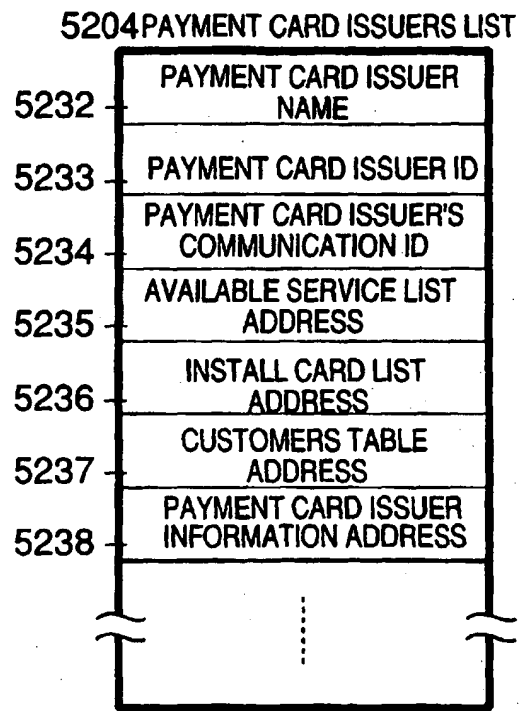 5204 PAYMENT CARD ISSUERS LIST
5232 PAYMENT CARD ISSUER
NAME
5233 PAYMENT CARD ISSUER ID
5234 PAYMENT CARD ISSUER'S
COMMUNICATION ID
5235 AVAILABLE SERVICE LIST
ADDRESS
5236 INSTALL CARD LIST
ADDRESS
5237 CUSTOMERS TABLE
ADDRESS
5238 PAYMENT CARD ISSUER
INFORMATION ADDRESS